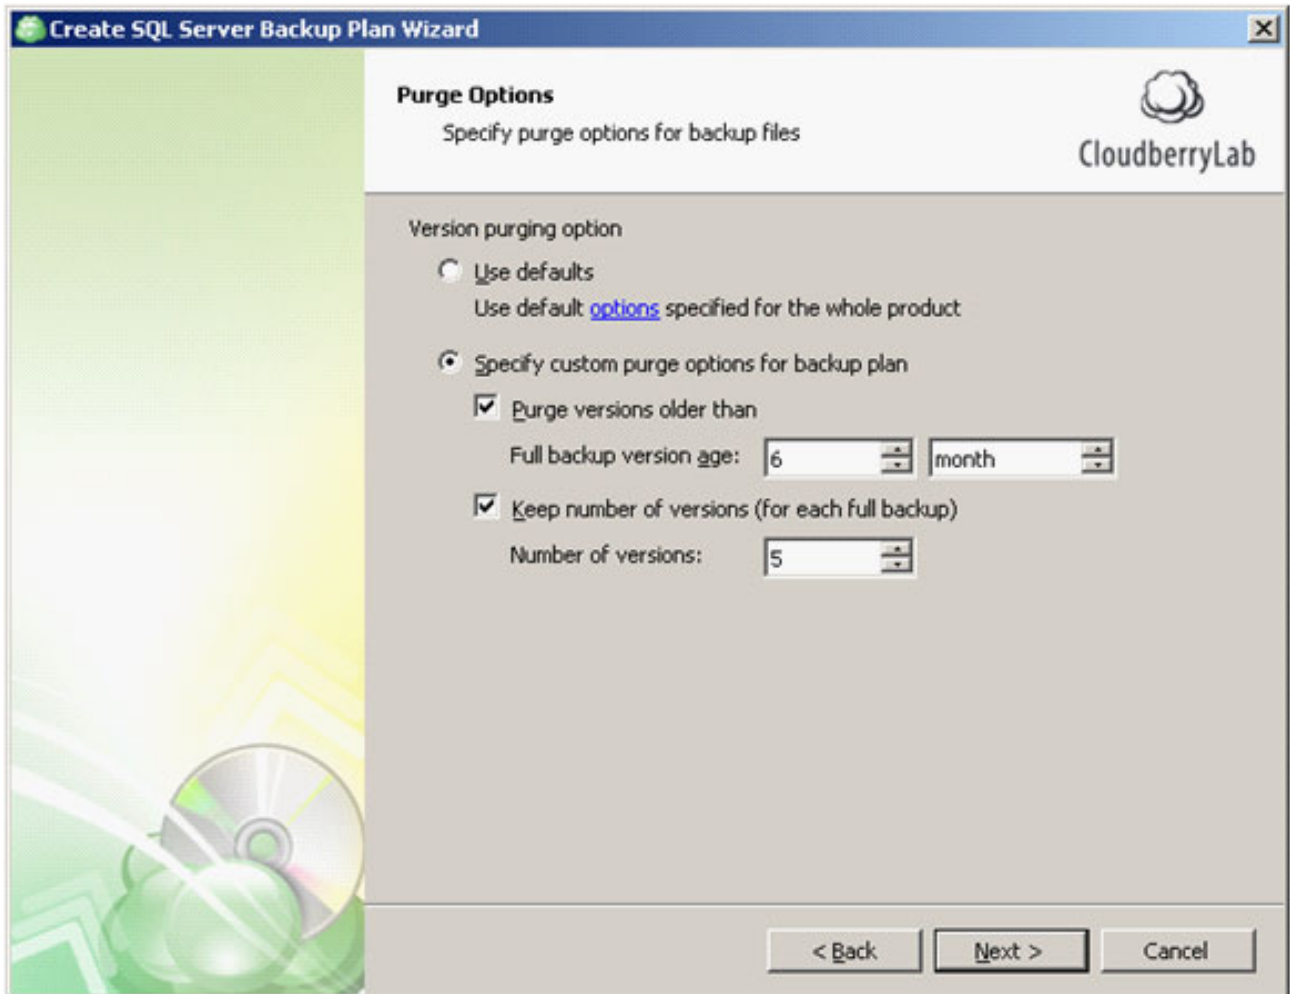 Create SQL Server Backup Plan Wizard
Purge Options
Specify purge options for backup files
CloudberryLab
Version purging option
Use defaults
Use default options specified for the whole product
Specify custom purge options for backup plan
Purge versions older than
Full backup version age: 6 month
Keep number of versions (for each full backup)
Number of versions: 5
< Back Next > Cancel